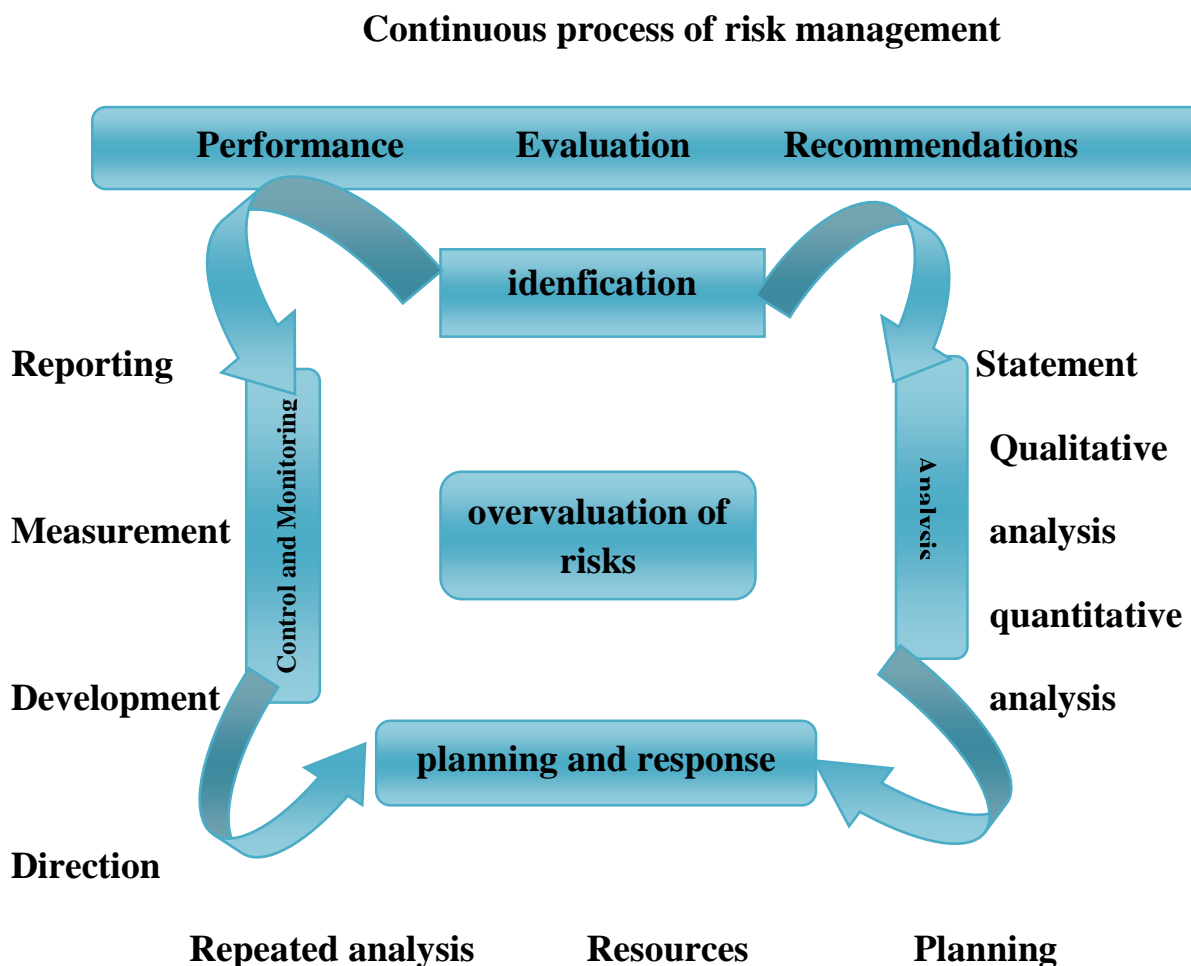 Continuous process of risk management
Performance Evaluation Recommendations
idenfication
Reporting
Statement
Control and Monitoring
Analysis
Qualitative
Measurement
overvaluation of
risks
analysis
quantitative
Development
analysis
planning and response
Direction
Repeated analysis Resources Planning